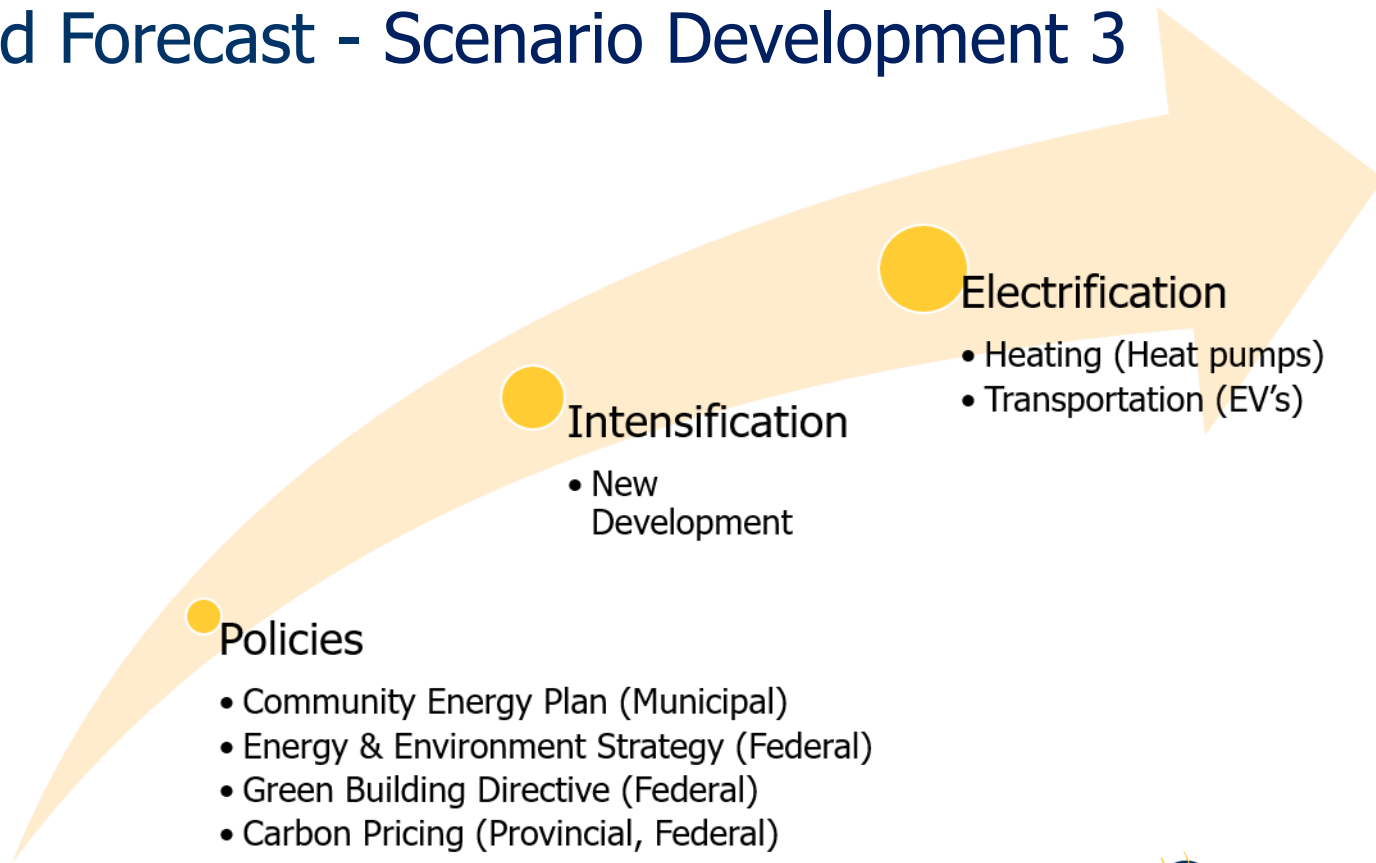 d Forecast - Scenario Development 3
Electrification
• Heating (Heat pumps)
• Transportation (EV's)
Intensification
• New
Development
Policies
• Community Energy Plan (Municipal)
• Energy & Environment Strategy (Federal)
• Green Building Directive (Federal)
• Carbon Pricing (Provincial, Federal)